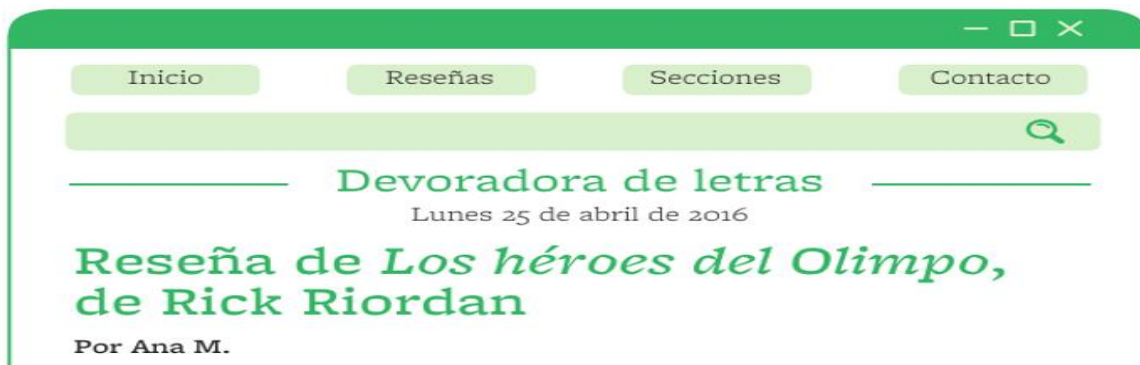 Inicio Reseñas Secciones Contacto
Devoradora de letras
Lunes 25 de abril de 2016
Reseña de Los héroes del Olimpo,
de Rick Riordan
Por Ana M.